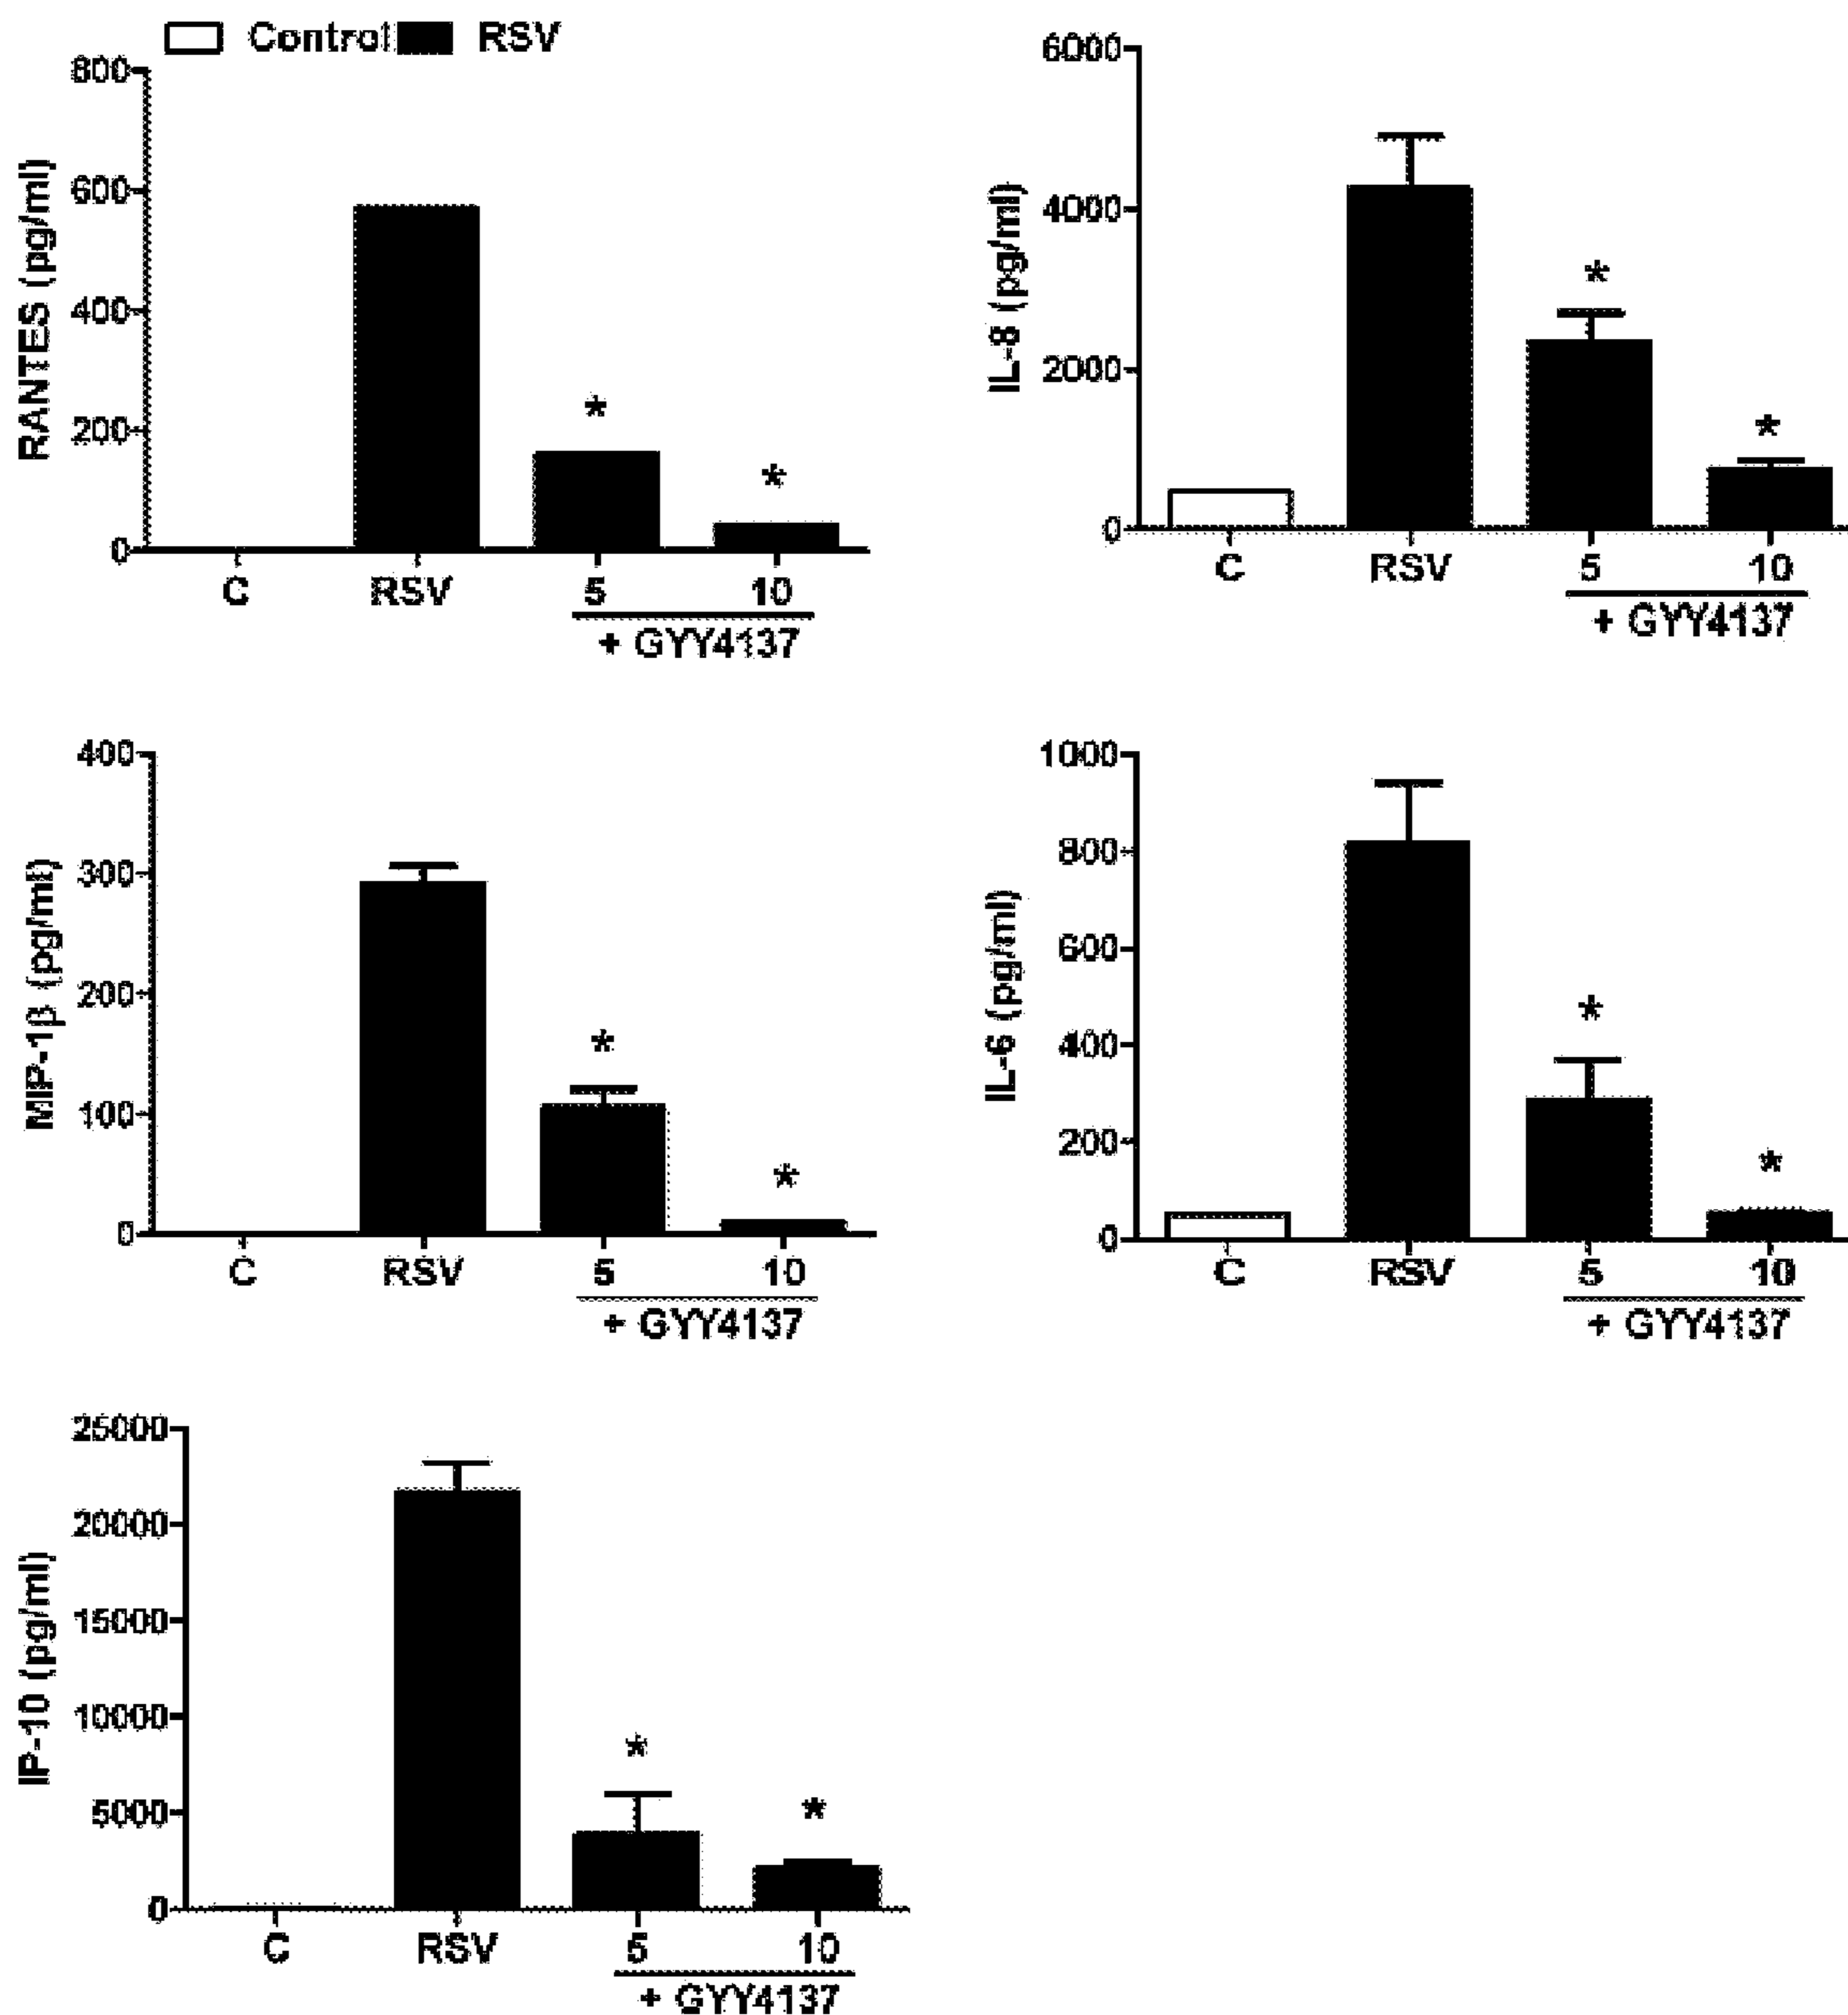 Control RSV
RANTES (pg/ml)
800
600
400
200
0
C RSV 5 10
+ GYY4137
IL-8 (pg/ml)
6000
4000
2000
0
C RSV 5 10
+ GYY4137
MIP-1β (pg/ml)
400
300
200
100
0
C RSV 5 10
+ GYY4137
IL-6 (pg/ml)
1000
800
600
400
200
0
C RSV 5 10
+ GYY4137
IP-10 (pg/ml)
25000
20000
15000
10000
5000
0
C RSV 5 10
+ GYY4137